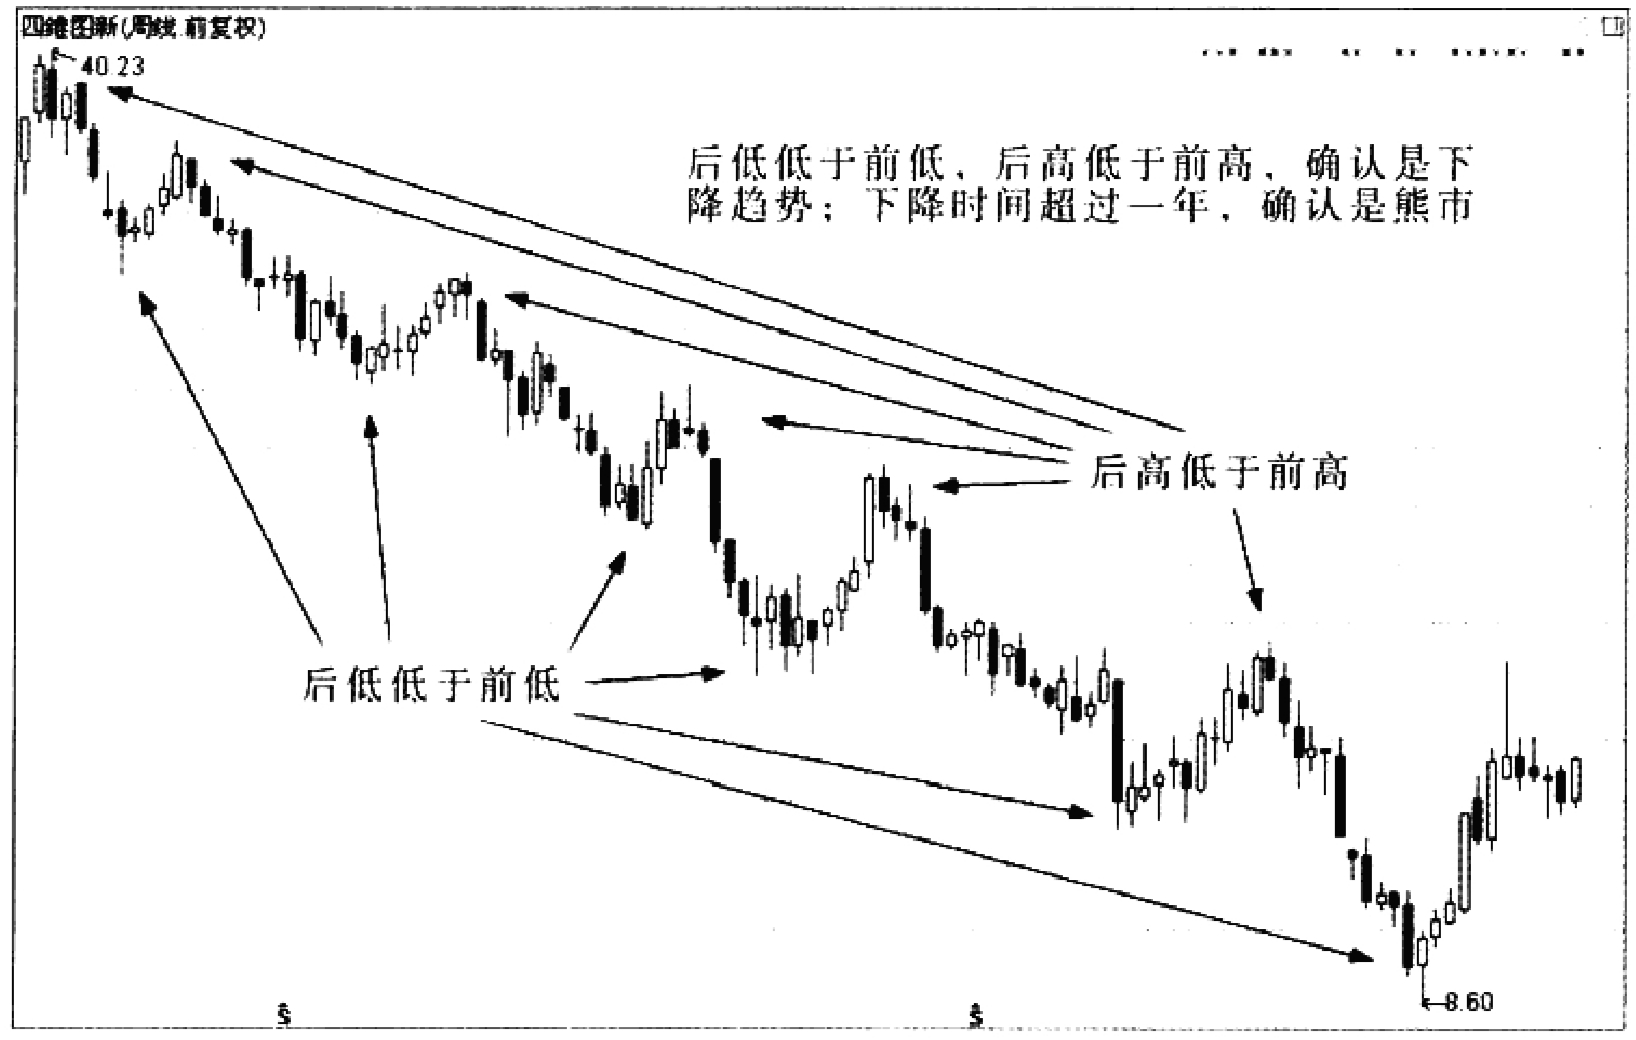 四维图新(周线.前复权)
40.23
后低低于前低，后高低于前高，确认是下
降趋势；下降时间超过一年，确认是熊市
后高低于前高
后低低于前低
8.60